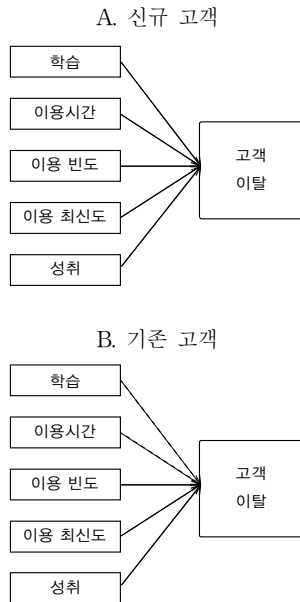 A. 신규 고객
학습
이용시간
이용 빈도
이용 최신도
성취
고객
이탈
B. 기존 고객
학습
이용시간
이용 빈도
이용 최신도
성취
고객
이탈